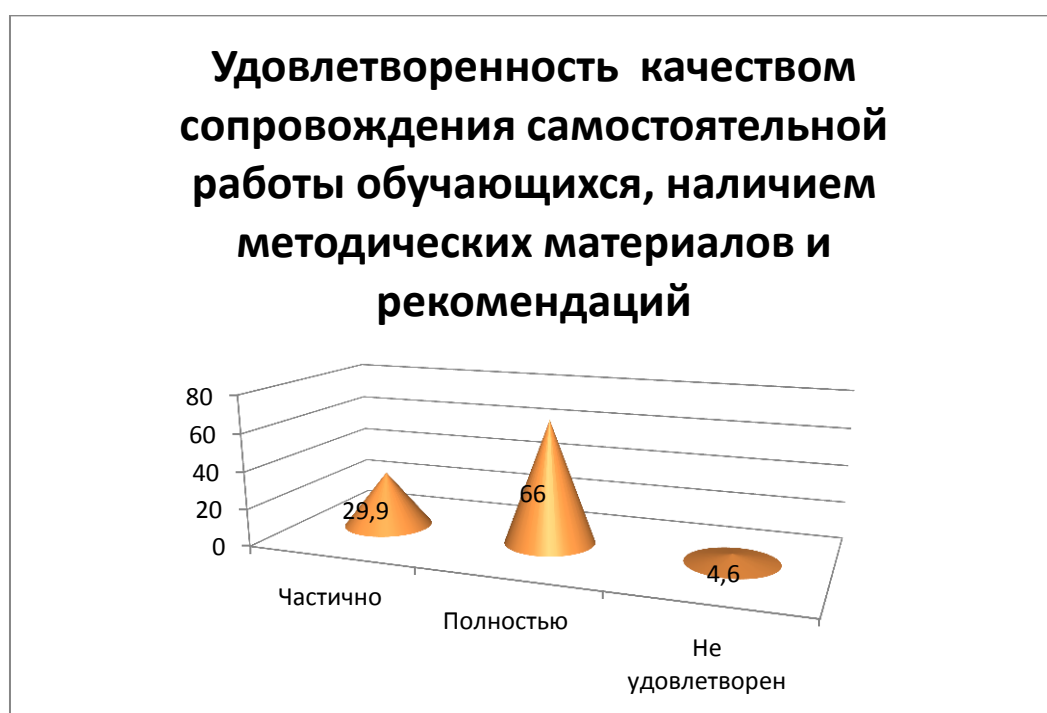 Удовлетворенность качеством
сопровождения самостоятельной
работы обучающихся, наличием
методических материалов и
рекомендаций
80
60
40
20
0
29,9
66
4,6
Частично
Полностью
Не
удовлетворен